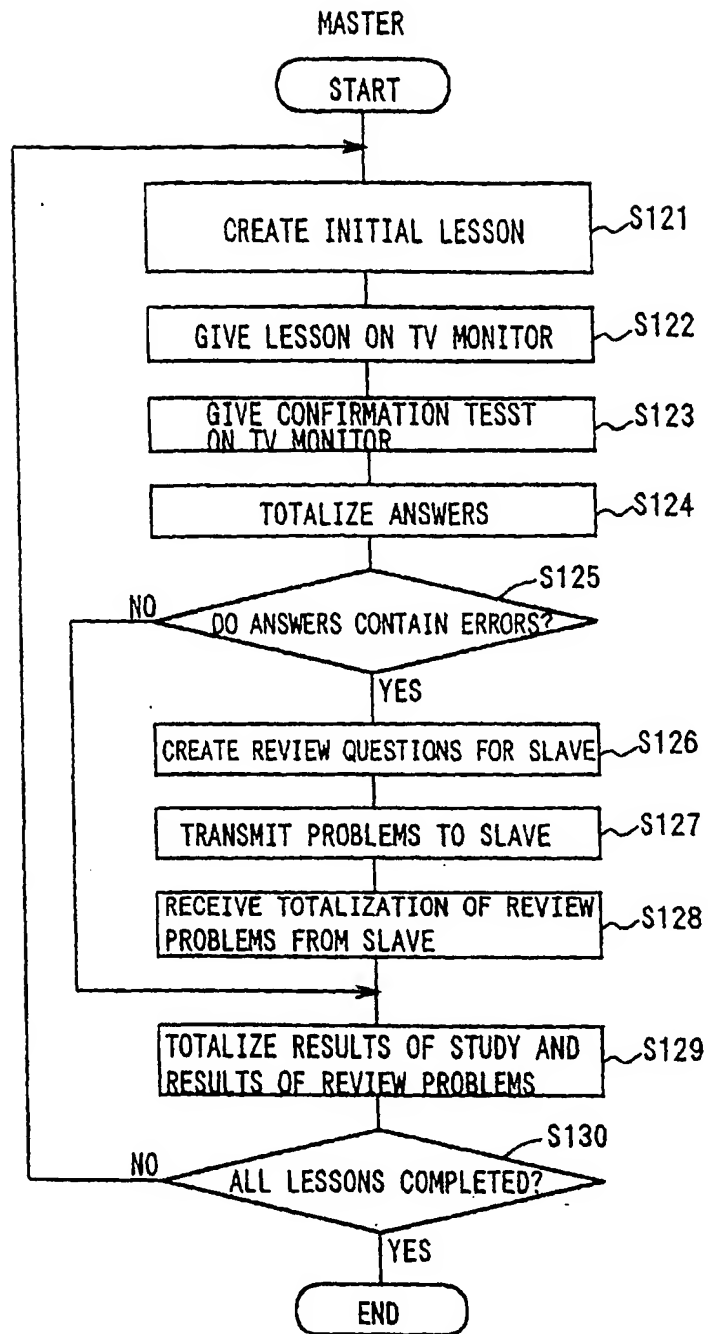 MASTER
START
CREATE INITIAL LESSON
S121
GIVE LESSON ON TV MONITOR
S122
GIVE CONFIRMATION TESST
ON TV MONITOR
S123
TOTALIZE ANSWERS
S124
S125
NO
DO ANSWERS CONTAIN ERRORS?
YES
CREATE REVIEW QUESTIONS FOR SLAVE
S126
TRANSMIT PROBLEMS TO SLAVE
S127
RECEIVE TOTALIZATION OF REVIEW
PROBLEMS FROM SLAVE
S128
TOTALIZE RESULTS OF STUDY AND
RESULTS OF REVIEW PROBLEMS
S129
S130
NO
ALL LESSONS COMPLETED?
YES
END